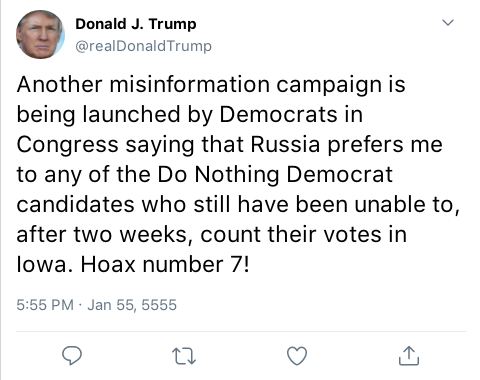 Donald J. Trump
@realDonaldTrump
Another misinformation campaign is
being launched by Democrats in
Congress saying that Russia prefers me
to any of the Do Nothing Democrat
candidates who still have been unable to,
after two weeks, count their votes in
Iowa. Hoax number 7!
5:55 PM · Jan 55, 5555